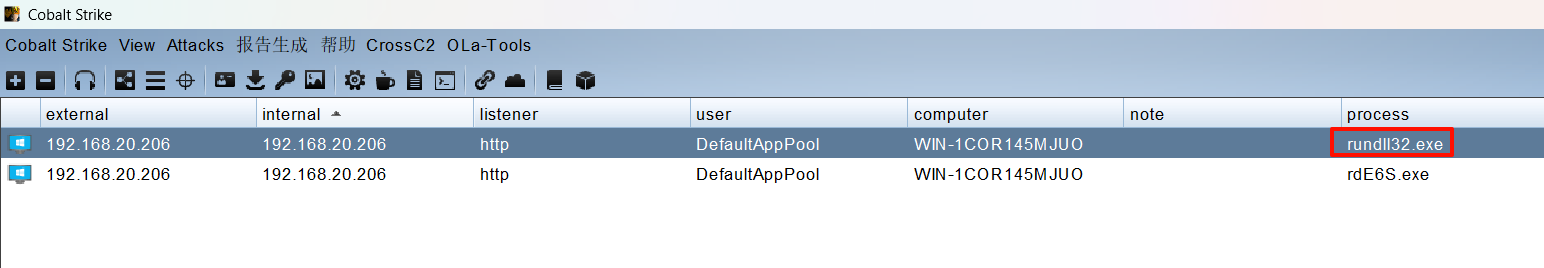 Cobalt Strike
Cobalt Strike View Attacks 报告生成 帮助 CrossC2 OLa-Tools
external internal listener user computer note process
192.168.20.206 192.168.20.206 http DefaultAppPool WIN-1COR145MJUO rundll32.exe
192.168.20.206 192.168.20.206 http DefaultAppPool WIN-1COR145MJUO rdE6S.exe